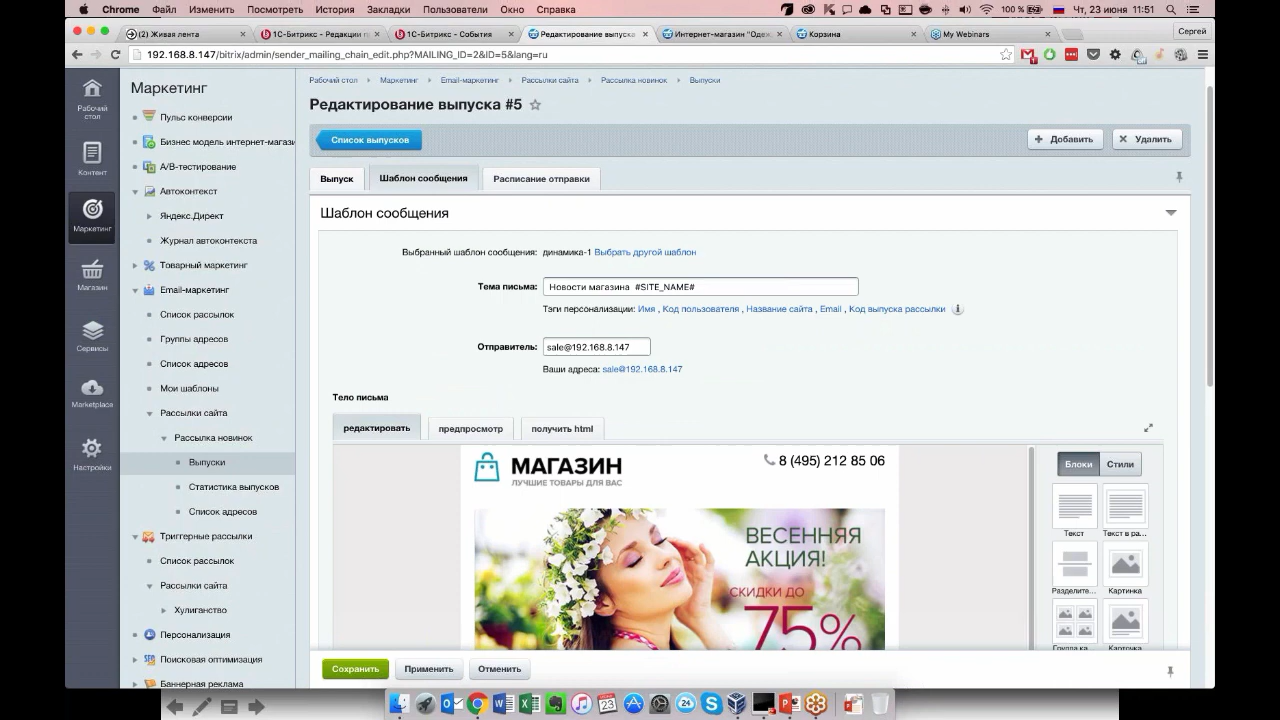 Chrome Файл Изменить Посмотреть История Закладки Пользователи Окно Справка 100 % Чт, 23 июня 11:51
(2) Живая лента
1С-Битрикс – Редакции п
1С-Битрикс - События
Редактирование выпуска
Интернет-магазин "Одеж
Корзина
My Webinars
Сергей
192.168.8.147/bitrix/admin/sender_mailing_chain_edit.php?MAILING_ID=2&ID=5&lang=ru
Рабочий стол
Контент
Маркетинг
Магазин
Сервисы
Marketplace
Настройки
Маркетинг
Пульс конверсии
Бизнес модель интернет-магази
A/B-тестирование
Автоконтекст
Яндекс.Директ
Журнал автоконтекста
Товарный маркетинг
Email-маркетинг
Список рассылок
Группы адресов
Список адресов
Мои шаблоны
Рассылки сайта
Рассылка новинок
Выпуски
Статистика выпусков
Список адресов
Триггерные рассылки
Список рассылок
Рассылки сайта
Хулиганство
Персонализация
Поисковая оптимизация
Баннерная реклама
Рабочий стол Маркетинг Email-маркетинг Рассылки сайта Рассылка новинок Выпуски
Редактирование выпуска #5
Список выпусков
Добавить
Удалить
Выпуск
Шаблон сообщения
Расписание отправки
Шаблон сообщения
Выбранный шаблон сообщения: динамика-1 Выбрать другой шаблон
Тема письма: Новости магазина #SITE_NAME#
Тэги персонализации: Имя , Код пользователя , Название сайта , Email , Код выпуска рассылки
Отправитель: sale@192.168.8.147
Ваши адреса: sale@192.168.8.147
Тело письма
редактировать
предпросмотр
получить html
МАГАЗИН
ЛУЧШИЕ ТОВАРЫ ДЛЯ ВАС
8 (495) 212 85 06
ВЕСЕННЯЯ
АКЦИЯ!
СКИДКИ ДО
75%
Блоки Стили
Текст Текст в ра...
Разделите... Картинка
Группа ка... Карточка
Сохранить
Применить
Отменить
23
24